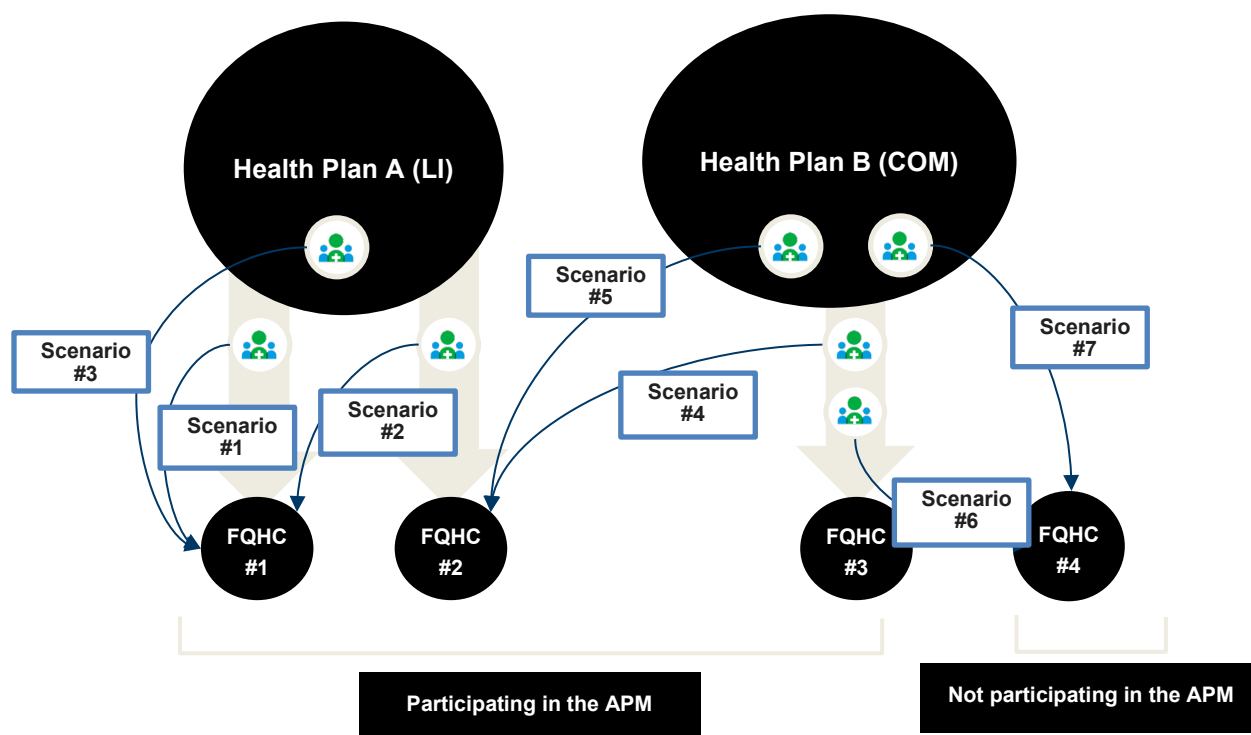 Health Plan A (LI)
Health Plan B (COM)
Scenario
#5
Scenario
#7
Scenario
#3
Scenario
#4
Scenario
#2
Scenario
#1
Scenario
#6
FQHC
#1
FQHC
#2
FQHC
#3
FQHC
#4
Participating in the APM
Not participating in the APM